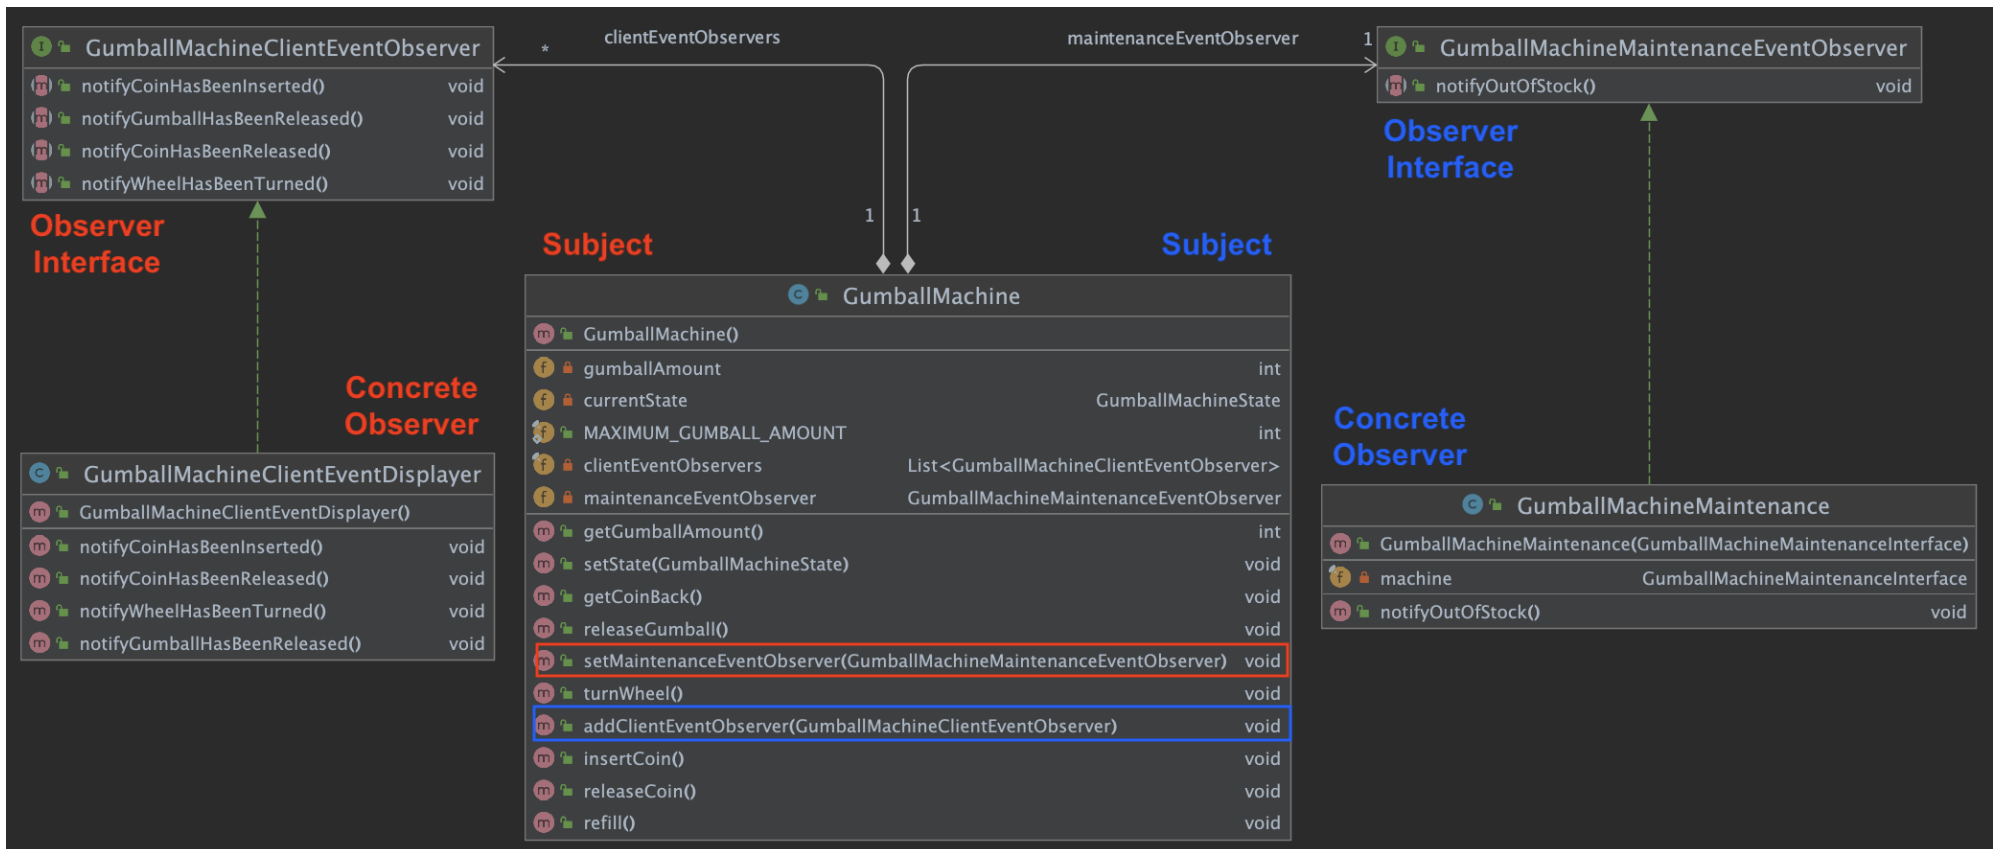 clientEventObservers
*
maintenanceEventObserver
1
GumballMachineClientEventObserver
notifyCoinHasBeenInserted() void
notifyGumballHasBeenReleased() void
notifyCoinHasBeenReleased() void
notifyWheelHasBeenTurned() void
GumballMachineMaintenanceEventObserver
notifyOutOfStock() void
Observer
Interface
Observer
Interface
1
1
Subject
Subject
GumballMachine
GumballMachine()
gumballAmount int
currentState GumballMachineState
MAXIMUM_GUMBALL_AMOUNT int
clientEventObservers List<GumballMachineClientEventObserver>
maintenanceEventObserver GumballMachineMaintenanceEventObserver
getGumballAmount() int
setState(GumballMachineState) void
getCoinBack() void
releaseGumball() void
setMaintenanceEventObserver(GumballMachineMaintenanceEventObserver) void
turnWheel() void
addClientEventObserver(GumballMachineClientEventObserver) void
insertCoin() void
releaseCoin() void
refill() void
Concrete
Observer
GumballMachineClientEventDisplayer
GumballMachineClientEventDisplayer()
notifyCoinHasBeenInserted() void
notifyCoinHasBeenReleased() void
notifyWheelHasBeenTurned() void
notifyGumballHasBeenReleased() void
Concrete
Observer
GumballMachineMaintenance
GumballMachineMaintenance(GumballMachineMaintenanceInterface)
machine GumballMachineMaintenanceInterface
notifyOutOfStock() void